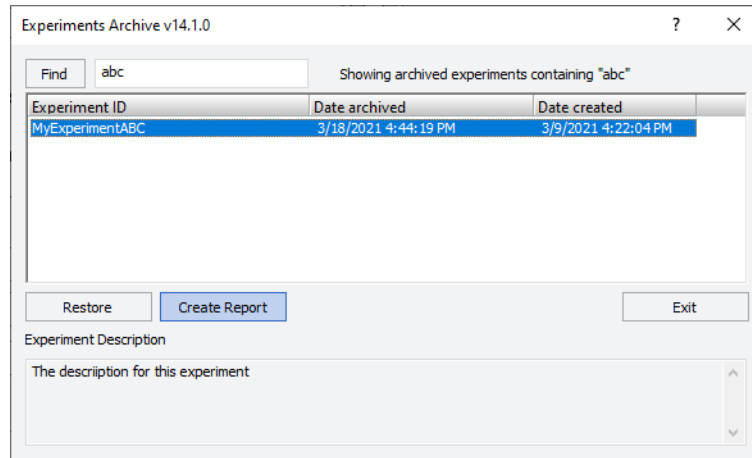 Experiments Archive v14.1.0 ?
Find abc Showing archived experiments containing "abc"
Experiment ID Date archived Date created
MyExperimentABC 3/18/2021 4:44:19 PM 3/9/2021 4:22:04 PM
Restore Create Report Exit
Experiment Description
The descriiption for this experiment